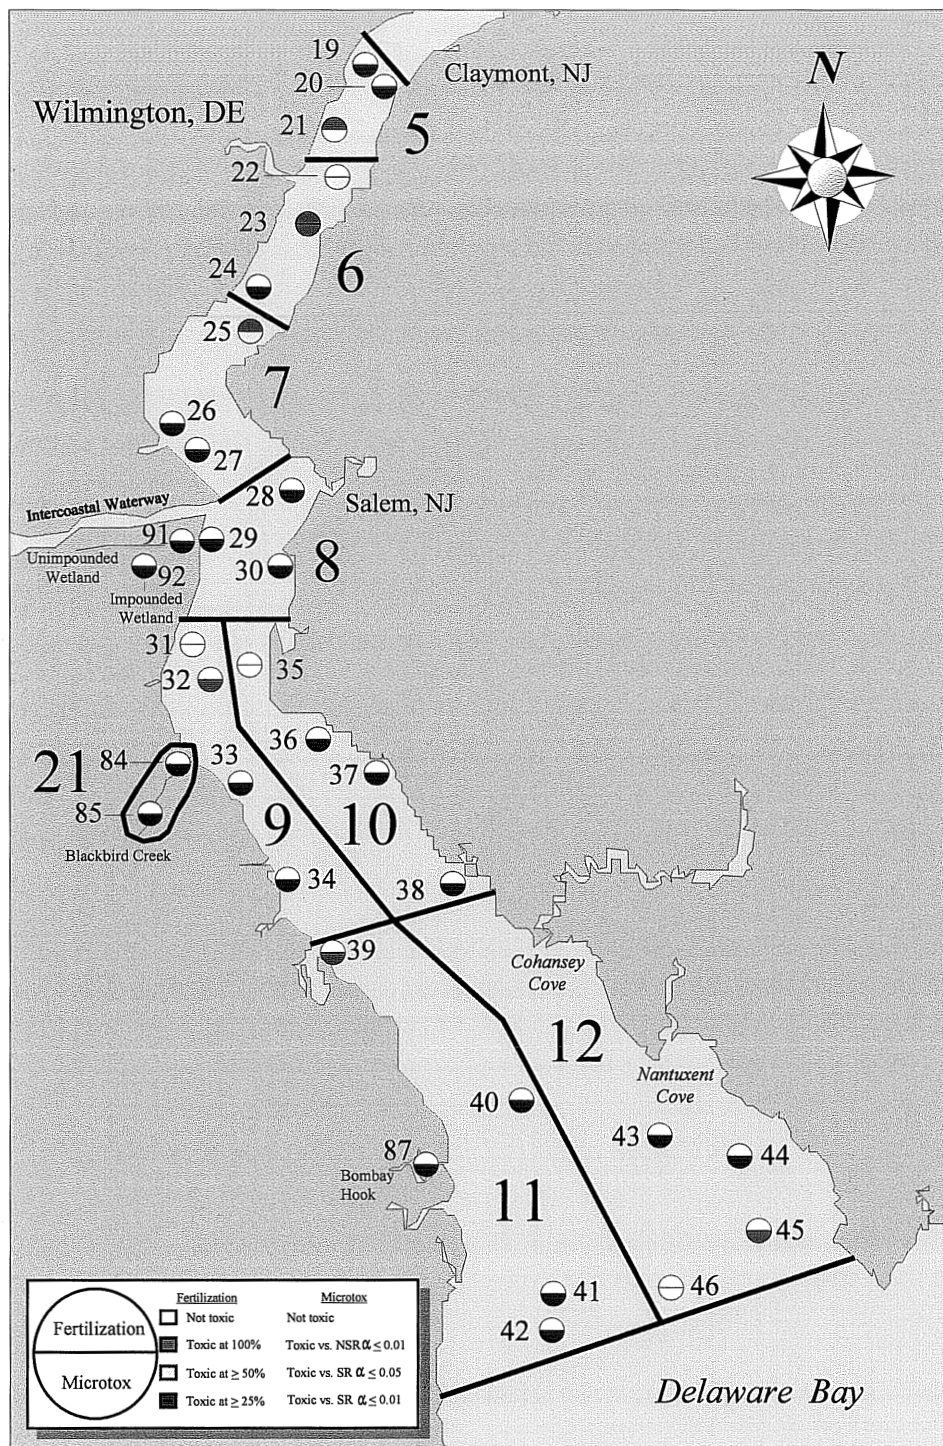 19
N
Claymont, NJ
20
Wilmington, DE
21
5
22
23
24
6
25
7
26
27
28
Salem, NJ
Intercoastal Waterway
91
29
Unimpounded
Wetland
92
30
8
Impounded
Wetland
31
35
32
36
21
84
33
37
85
9
10
Blackbird Creek
34
38
39
Cohansey
Cove
12
Nantuxent
Cove
40
43
44
87
Bombay
Hook
11
45
46
41
42
Fertilization
Microtox
Fertilization Microtox
Not toxic Not toxic
Toxic at 100% Toxic vs. NSR α ≤ 0.01
Toxic at ≥ 50% Toxic vs. SR α ≤ 0.05
Toxic at ≥ 25% Toxic vs. SR α ≤ 0.01
Delaware Bay